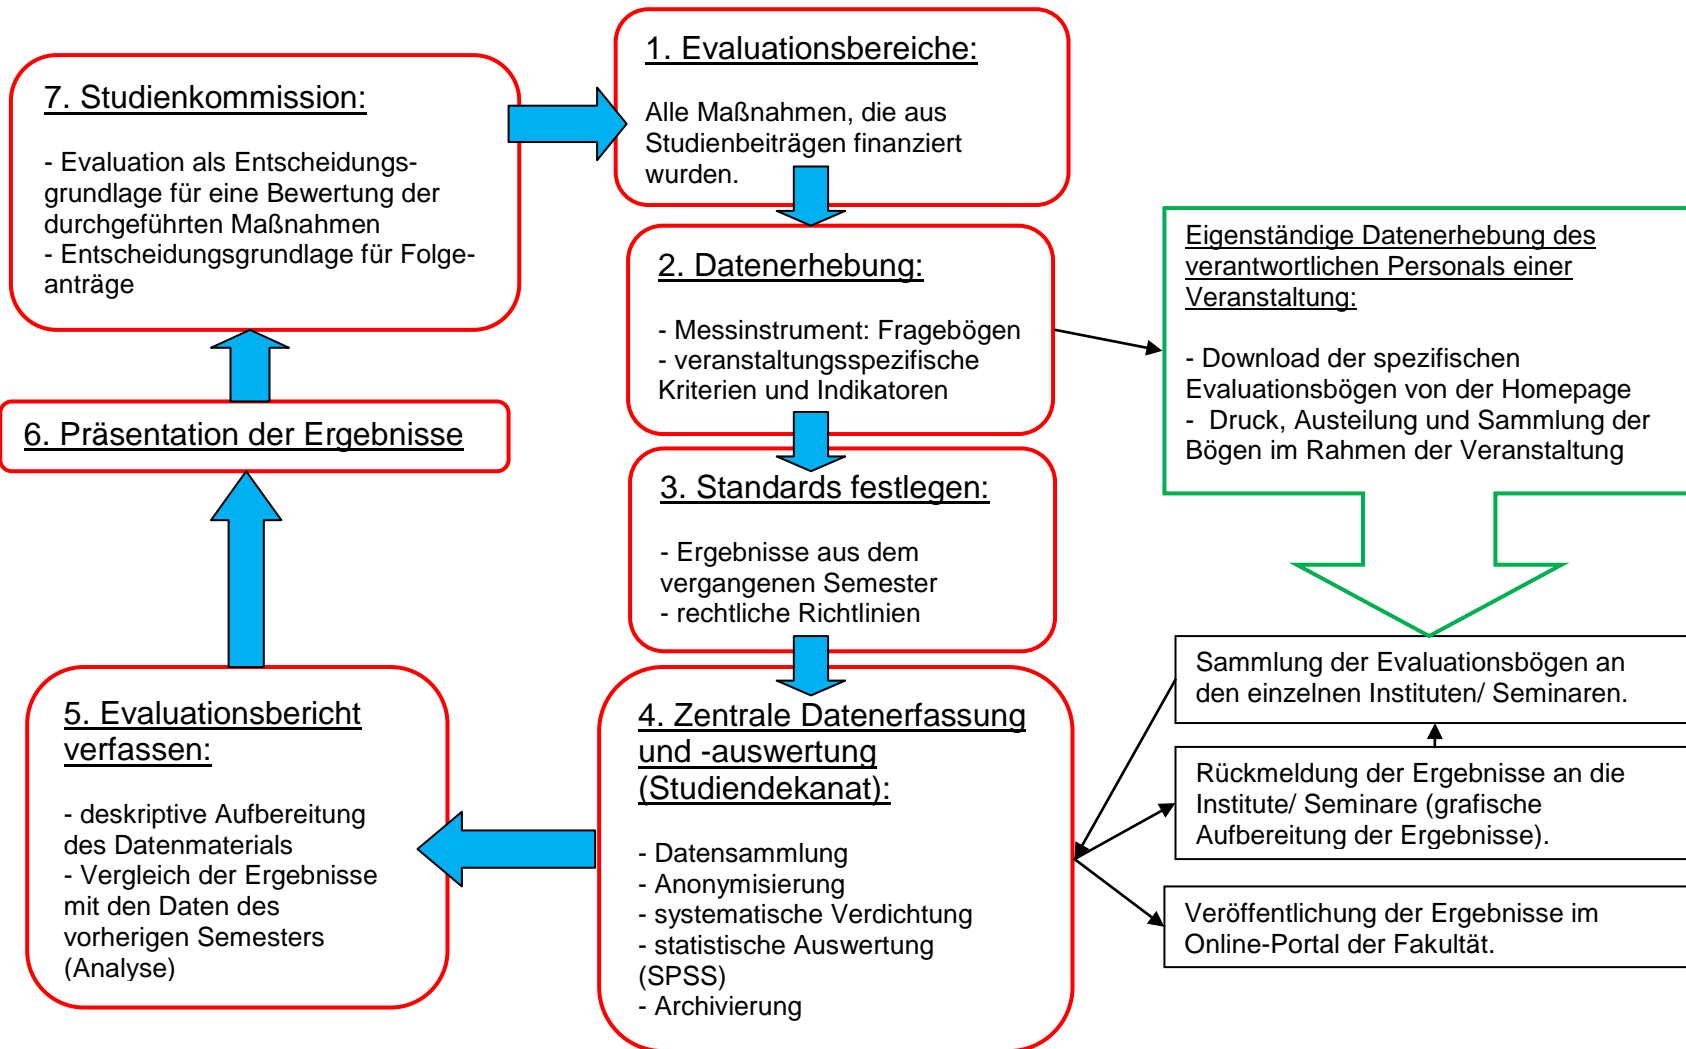 1. Evaluationsbereiche:
Alle Maßnahmen, die aus
Studienbeiträgen finanziert
wurden.
2. Datenerhebung:
- Messinstrument: Fragebögen
- veranstaltungsspezifische
Kriterien und Indikatoren
Eigenständige Datenerhebung des
verantwortlichen Personals einer
Veranstaltung:
- Download der spezifischen
Evaluationsbögen von der Homepage
- Druck, Austeilung und Sammlung der
Bögen im Rahmen der Veranstaltung
3. Standards festlegen:
- Ergebnisse aus dem
vergangenen Semester
- rechtliche Richtlinien
4. Zentrale Datenerfassung
und -auswertung
(Studiendekanat):
- Datensammlung
- Anonymisierung
- systematische Verdichtung
- statistische Auswertung
(SPSS)
- Archivierung
Sammlung der Evaluationsbögen an
den einzelnen Instituten/ Seminaren.
Rückmeldung der Ergebnisse an die
Institute/ Seminare (grafische
Aufbereitung der Ergebnisse).
Veröffentlichung der Ergebnisse im
Online-Portal der Fakultät.
5. Evaluationsbericht
verfassen:
- deskriptive Aufbereitung
des Datenmaterials
- Vergleich der Ergebnisse
mit den Daten des
vorherigen Semesters
(Analyse)
6. Präsentation der Ergebnisse
7. Studienkommission:
- Evaluation als Entscheidungs-
grundlage für eine Bewertung der
durchgeführten Maßnahmen
- Entscheidungsgrundlage für Folge-
anträge